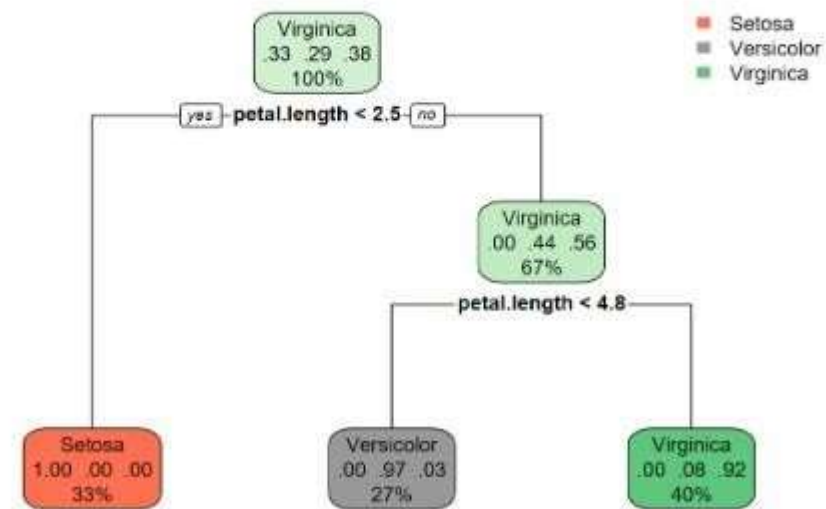 Virginica
.33 .29 .38
100%
Setosa
Versicolor
Virginica
yes petal.length < 2.5 no
Virginica
.00 .44 .56
67%
petal.length < 4.8
Setosa
1.00 .00 .00
33%
Versicolor
.00 .97 .03
27%
Virginica
.00 .08 .92
40%